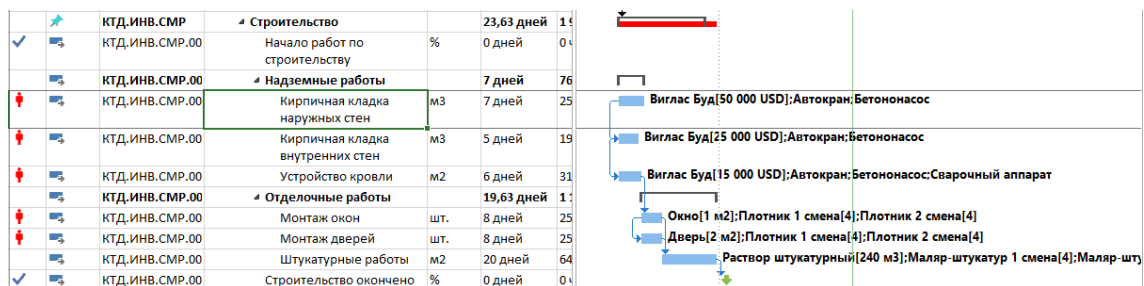 КТД.ИНВ.СМР Строительство 23,63 дней 1 9
КТД.ИНВ.СМР.00 Начало работ по строительству % 0 дней 0 ч
КТД.ИНВ.СМР.00 Надземные работы 7 дней 76
КТД.ИНВ.СМР.00 Кирпичная кладка наружных стен м3 7 дней 25 Виглас Буд[50 000 USD];Автокран;Бетононасос
КТД.ИНВ.СМР.00 Кирпичная кладка внутренних стен м3 5 дней 19 Виглас Буд[25 000 USD];Автокран;Бетононасос
КТД.ИНВ.СМР.00 Устройство кровли м2 6 дней 31 Виглас Буд[15 000 USD];Автокран;Бетононасос;Сварочный аппарат
КТД.ИНВ.СМР.00 Отделочные работы 19,63 дней 1 1
КТД.ИНВ.СМР.00 Монтаж окон шт. 8 дней 25 Окно[1 м2];Плотник 1 смена[4];Плотник 2 смена[4]
КТД.ИНВ.СМР.00 Монтаж дверей шт. 8 дней 25 Дверь[2 м2];Плотник 1 смена[4];Плотник 2 смена[4]
КТД.ИНВ.СМР.00 Штукатурные работы м2 20 дней 64 Раствор штукатурный[240 м3];Маляр-штукатур 1 смена[4];Маляр-шту
КТД.ИНВ.СМР.00 Строительство окончено % 0 дней 0 ч